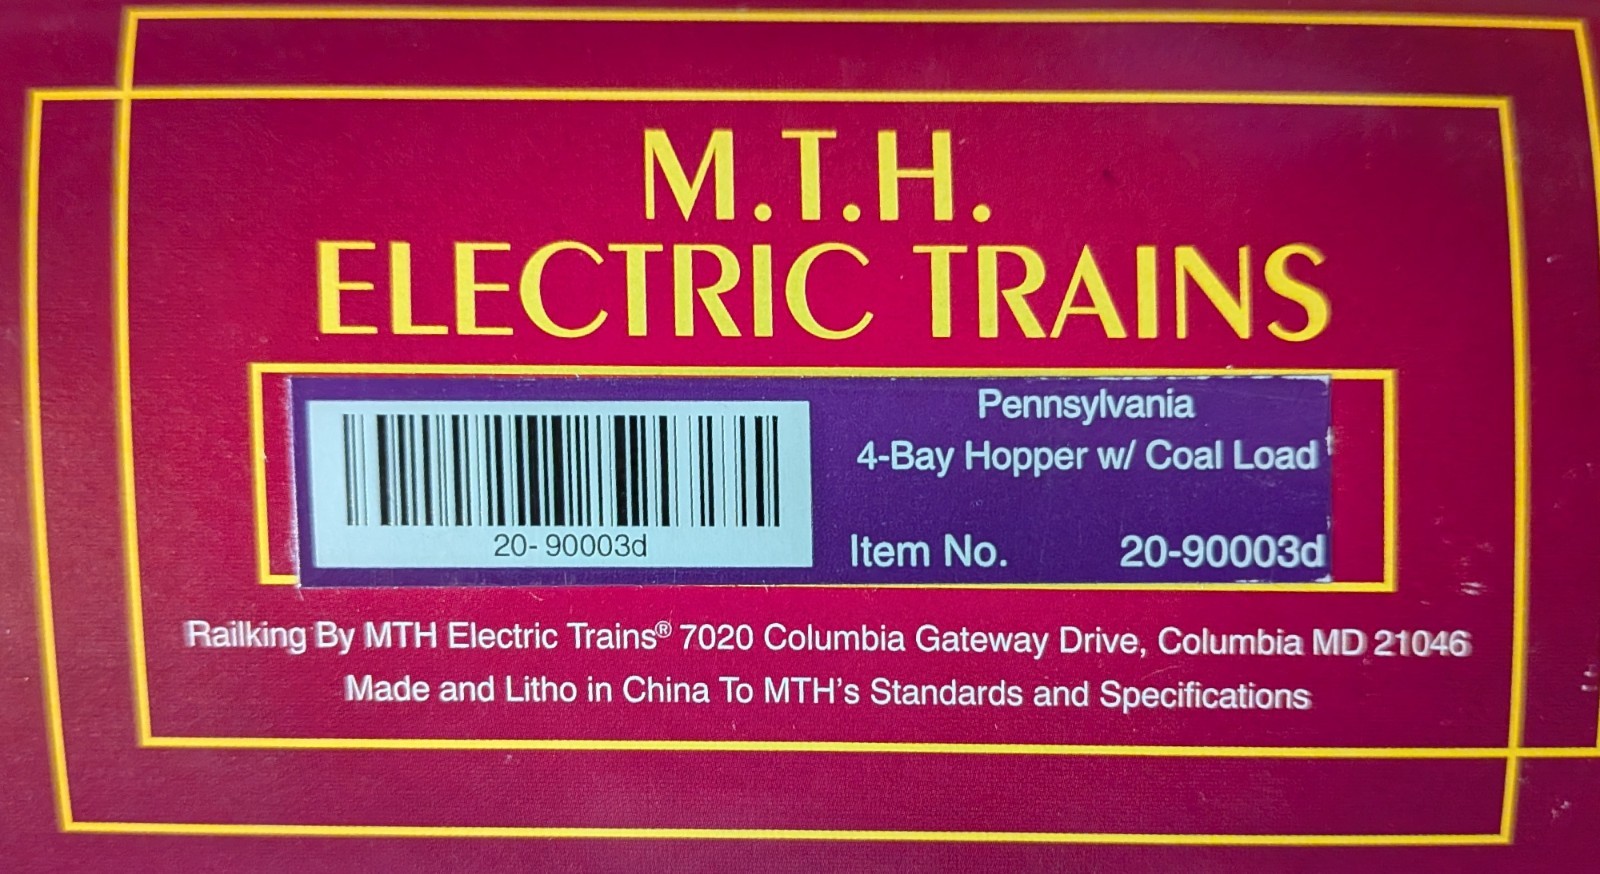 M.T.H.
ELECTRIC TRAINS
Pennsylvania
4-Bay Hopper w/ Coal Load
20-90003d
Item No. 20-90003d
Railking By MTH Electric Trains® 7020 Columbia Gateway Drive, Columbia MD 21046
Made and Litho in China To MTH's Standards and Specifications